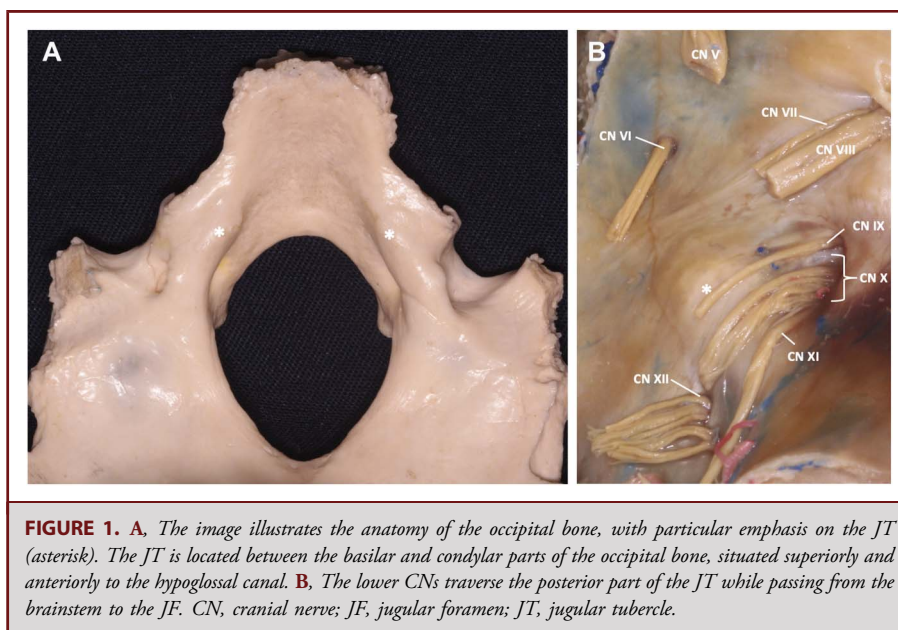 A
*
*
B
CN V
CN VII
CN VI
CN VIII
CN IX
CN X
*
CN XI
CN XII
FIGURE 1. A, The image illustrates the anatomy of the occipital bone, with particular emphasis on the JT
(asterisk). The JT is located between the basilar and condylar parts of the occipital bone, situated superiorly and
anteriorly to the hypoglossal canal. B, The lower CNs traverse the posterior part of the JT while passing from the
brainstem to the JF. CN, cranial nerve; JF, jugular foramen; JT, jugular tubercle.